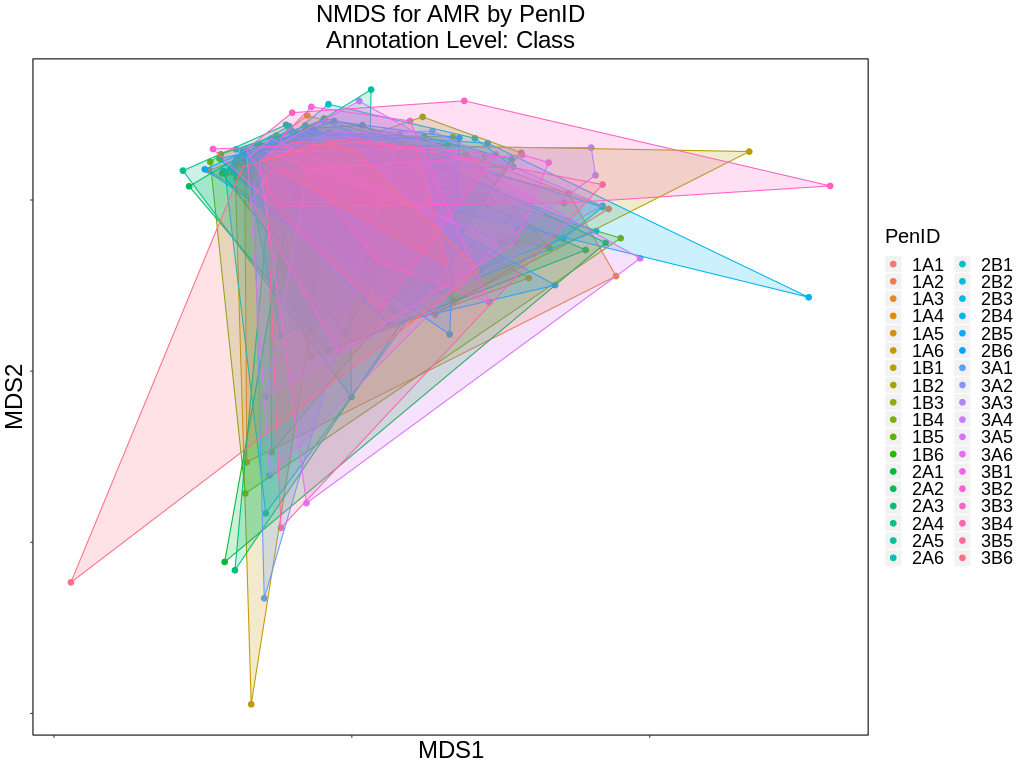 NMDS for AMR by PenID
Annotation Level: Class
MDS2
MDS1
PenID
1A1 2B1
1A2 2B2
1A3 2B3
1A4 2B4
1A5 2B5
1A6 2B6
1B1 3A1
1B2 3A2
1B3 3A3
1B4 3A4
1B5 3A5
1B6 3A6
2A1 3B1
2A2 3B2
2A3 3B3
2A4 3B4
2A5 3B5
2A6 3B6